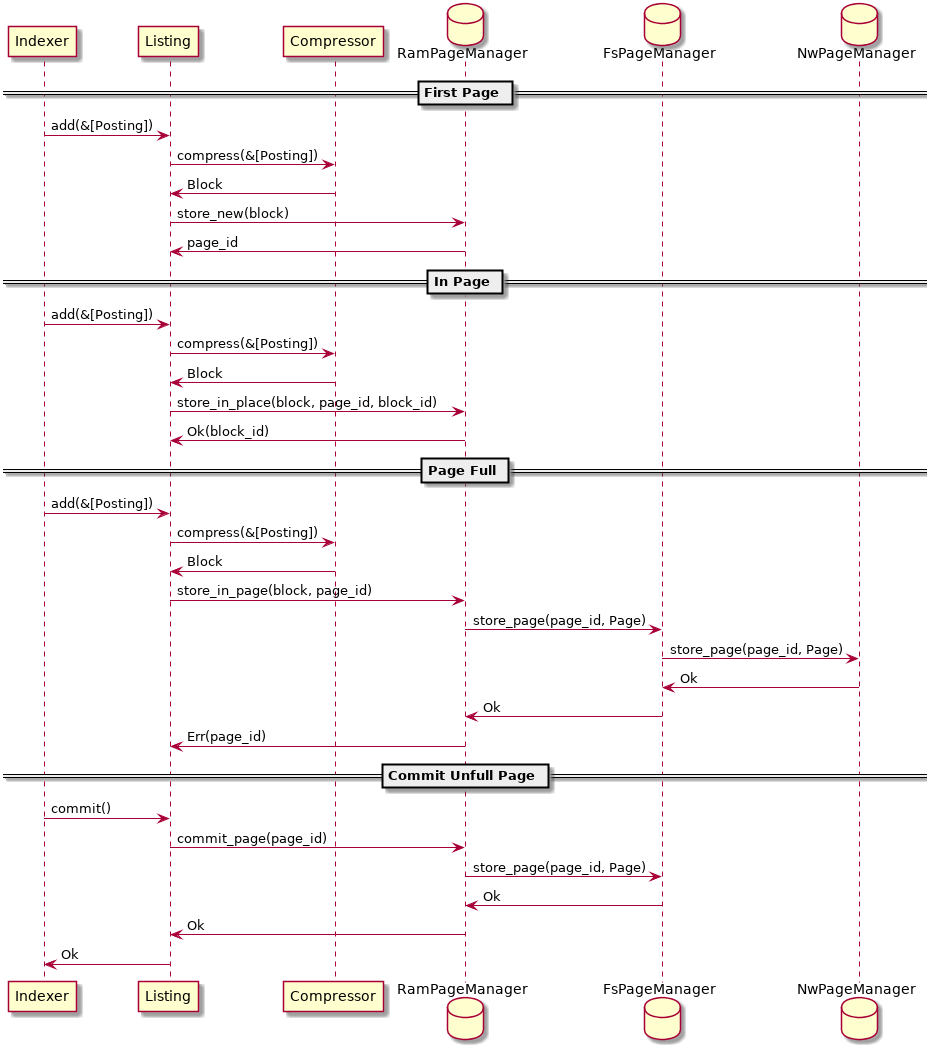 Indexer Listing Compressor RamPageManager FsPageManager NwPageManager
First Page
add(&[Posting])
compress(&[Posting])
Block
store_new(block)
page_id
In Page
add(&[Posting])
compress(&[Posting])
Block
store_in_place(block, page_id, block_id)
Ok(block_id)
Page Full
add(&[Posting])
compress(&[Posting])
Block
store_in_page(block, page_id)
store_page(page_id, Page)
store_page(page_id, Page)
Ok
Ok
Err(page_id)
Commit Unfull Page
commit()
commit_page(page_id)
store_page(page_id, Page)
Ok
Ok
Ok
Indexer Listing Compressor RamPageManager FsPageManager NwPageManager